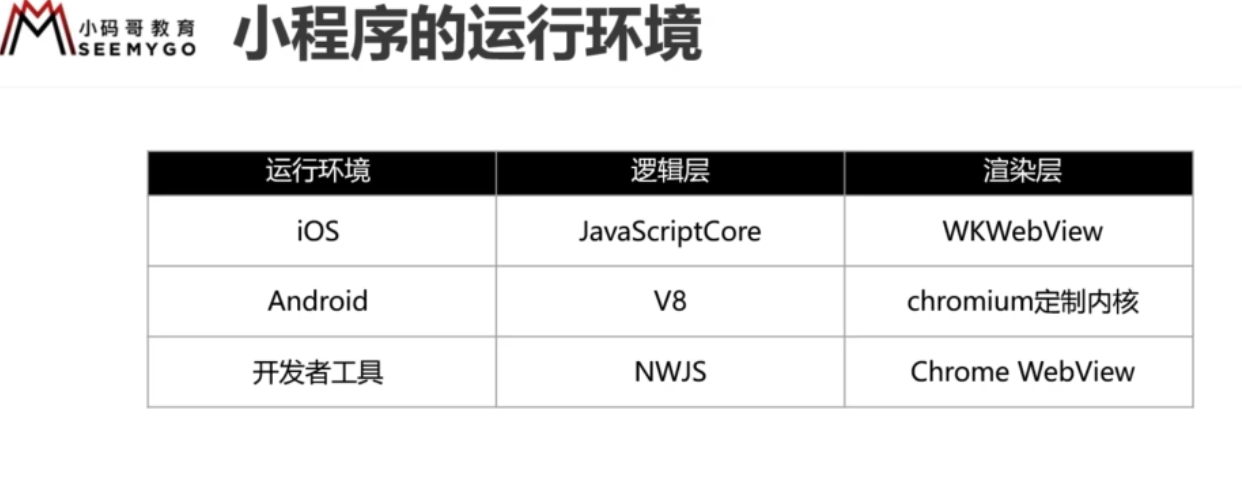 小码哥教育
SEEMYGO
小程序的运行环境
运行环境 逻辑层 渲染层
iOS JavaScriptCore WKWebView
Android V8 chromium定制内核
开发者工具 NWJS Chrome WebView